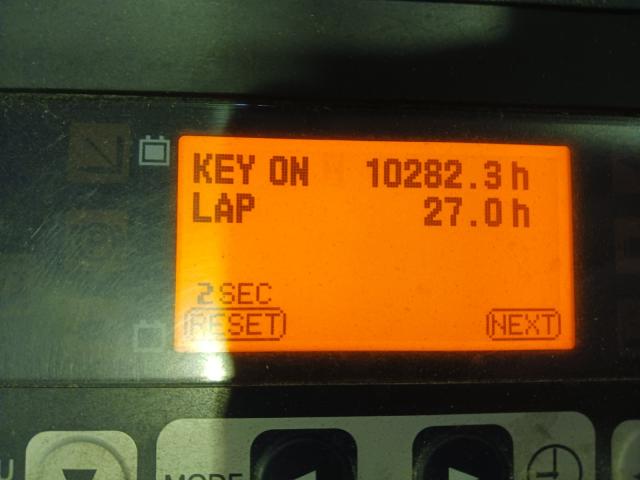 KEY ON 10282.3 h
LAP 27.0 h
2 SEC
RESET NEXT
U MODE